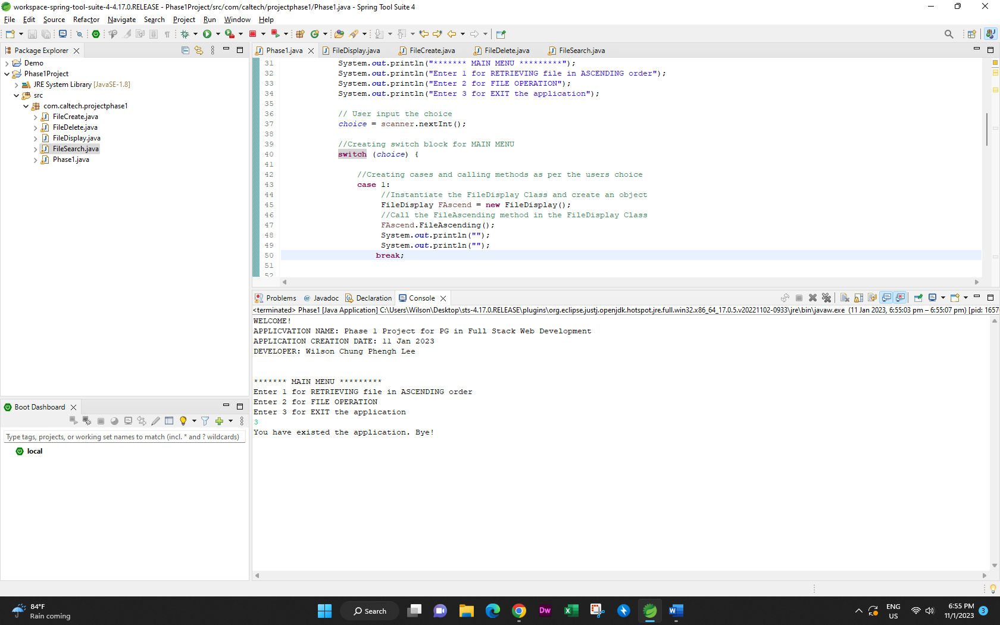 workspace-spring-tool-suite-4-4.17.0.RELEASE - Phase1Project/src/com/caltech/projectphase1/Phase1.java - Spring Tool Suite 4
File Edit Source Refactor Navigate Search Project Run Window Help
Package Explorer
Demo
Phase1Project
JRE System Library [JavaSE-1.8]
src
com.caltech.projectphase1
FileCreate.java
FileDelete.java
FileDisplay.java
FileSearch.java
Phase1.java
Phase1.java FileDisplay.java FileCreate.java FileDelete.java FileSearch.java
31 System.out.println("******* MAIN MENU *********");
32 System.out.println("Enter 1 for RETRIEVING file in ASCENDING order");
33 System.out.println("Enter 2 for FILE OPERATION");
34 System.out.println("Enter 3 for EXIT the application");
35
36 // User input the choice
37 choice = scanner.nextInt();
38
39 //Creating switch block for MAIN MENU
40 switch (choice) {
41
42 //Creating cases and calling methods as per the users choice
43 case 1:
44 //Instantiate the FileDisplay Class and create an object
45 FileDisplay FAscend = new FileDisplay();
46 //Call the FileAscending method in the FileDisplay Class
47 FAscend.FileAscending();
48 System.out.println("");
49 System.out.println("");
50 break;
51
52
Problems @ Javadoc Declaration Console
<terminated> Phase1 [Java Application] C:\Users\Wilson\Desktop\sts-4.17.0.RELEASE\plugins\org.eclipse.justj.openjdk.hotspot.jre.full.win32.x86_64_17.0.5.v20221102-0933\jre\bin\javaw.exe (11 Jan 2023, 6:55:03 pm – 6:55:07 pm) [pid: 1657
WELCOME!
APPLICVATION NAME: Phase 1 Project for PG in Full Stack Web Development
APPLICATION CREATION DATE: 11 Jan 2023
DEVELOPER: Wilson Chung Phengh Lee
******* MAIN MENU *********
Enter 1 for RETRIEVING file in ASCENDING order
Enter 2 for FILE OPERATION
Enter 3 for EXIT the application
3
You have existed the application. Bye!
Boot Dashboard
Type tags, projects, or working set names to match (incl. * and ? wildcards)
local
84°F
Rain coming
Search
Dw
ENG
US
6:55 PM
11/1/2023
3